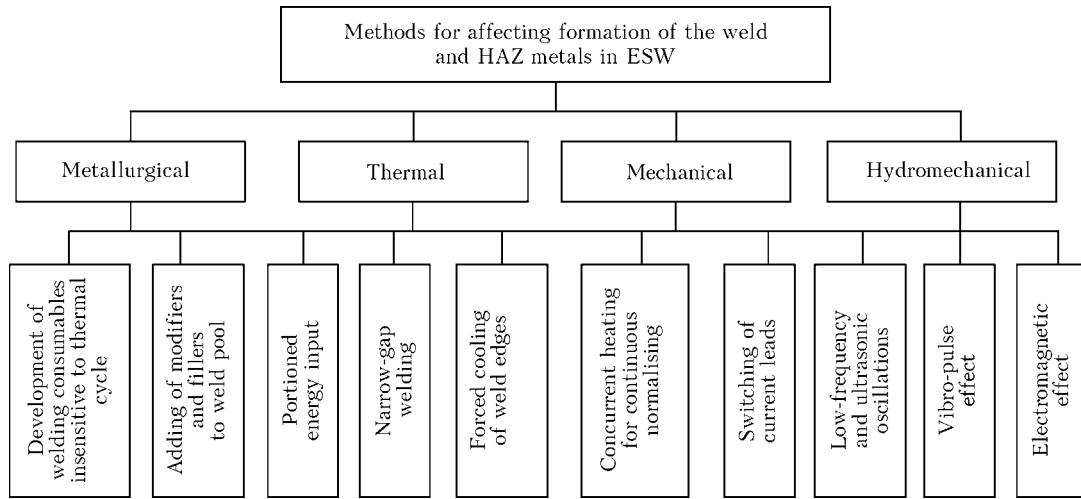 Methods for affecting formation of the weld
and HAZ metals in ESW
Metallurgical
Thermal
Mechanical
Hydromechanical
Development of
welding consumables
insensitive to thermal
cycle
Adding of modifiers
and fillers
to weld pool
Portioned
energy input
Narrow-gap
welding
Forced cooling
of weld edges
Concurrent heating
for continuous
normalising
Switching of
current leads
Low-frequency
and ultrasonic
oscillations
Vibro-pulse
effect
Electromagnetic
effect